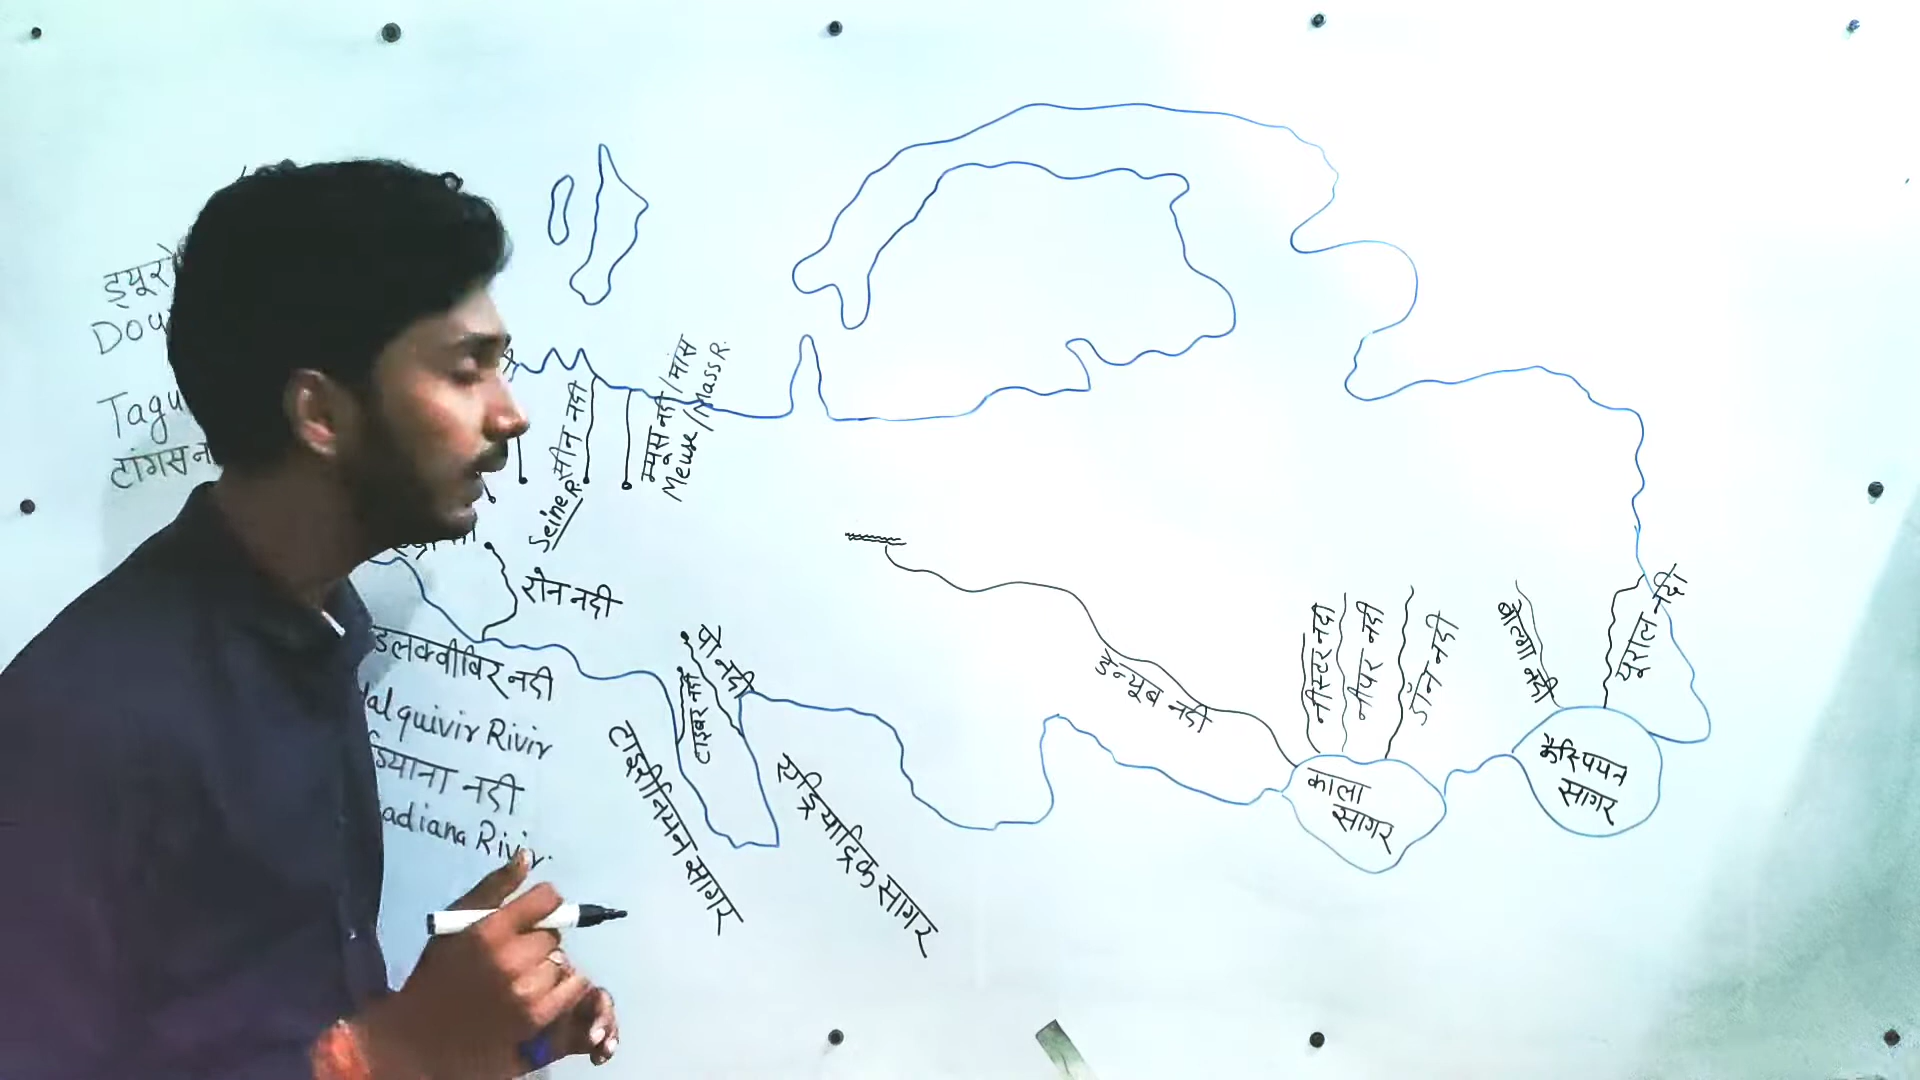 इयूर
Dou
Tagu
टांगस न
सीन नदी
Seine R.
म्यूस नदी / मांस
Meuse / Mass R.
रोन नदी
डलक्वीबिर नदी
dalquivir Rivir
डियाना नदी
adiana Rivir.
पो नदी
टाइबर नदी
टाइरीनियन सागर
एड्रियाट्रिक सागर
डेन्यूब नदी
नीस्टर नदी
नीपर नदी
डॉन नदी
वोल्गा नदी
यूराल नदी
काला
सागर
कैस्पियन
सागर